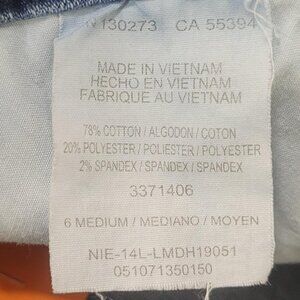 130273 CA 55394
MADE IN VIETNAM
HECHO EN VIETNAM
FABRIQUE AU VIETNAM
78% COTTON / ALGODON / COTON
20% POLYESTER / POLIESTER / POLYESTER
2% SPANDEX / SPANDEX / SPANDEX
3371406
6 MEDIUM / MEDIANO / MOYEN
NIE-14L-LMDH19051
051071350150